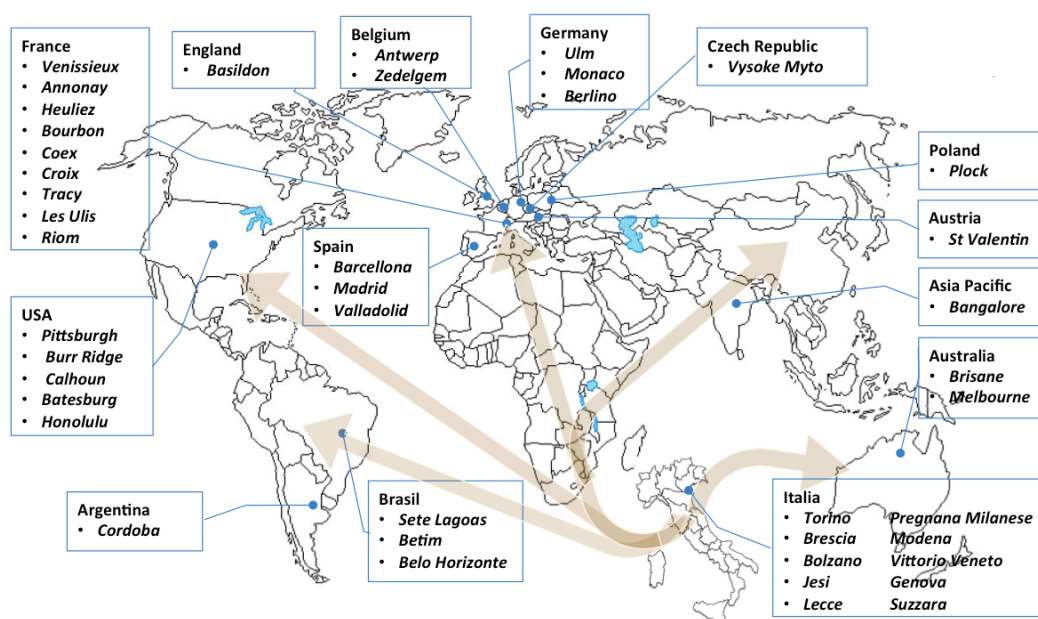 France
• Venissieux
• Annonay
• Heuliez
• Bourbon
• Coex
• Croix
• Tracy
• Les Ulis
• Riom
England
• Basildon
Belgium
• Antwerp
• Zedelgem
Germany
• Ulm
• Monaco
• Berlino
Czech Republic
• Vysoke Myto
Poland
• Plock
Austria
• St Valentin
Asia Pacific
• Bangalore
Australia
• Brisane
• Melbourne
Spain
• Barcellona
• Madrid
• Valladolid
USA
• Pittsburgh
• Burr Ridge
• Calhoun
• Batesburg
• Honolulu
Argentina
• Cordoba
Brasil
• Sete Lagoas
• Betim
• Belo Horizonte
Italia
• Torino Pregnana Milanese
• Brescia Modena
• Bolzano Vittorio Veneto
• Jesi Genova
• Lecce Suzzara